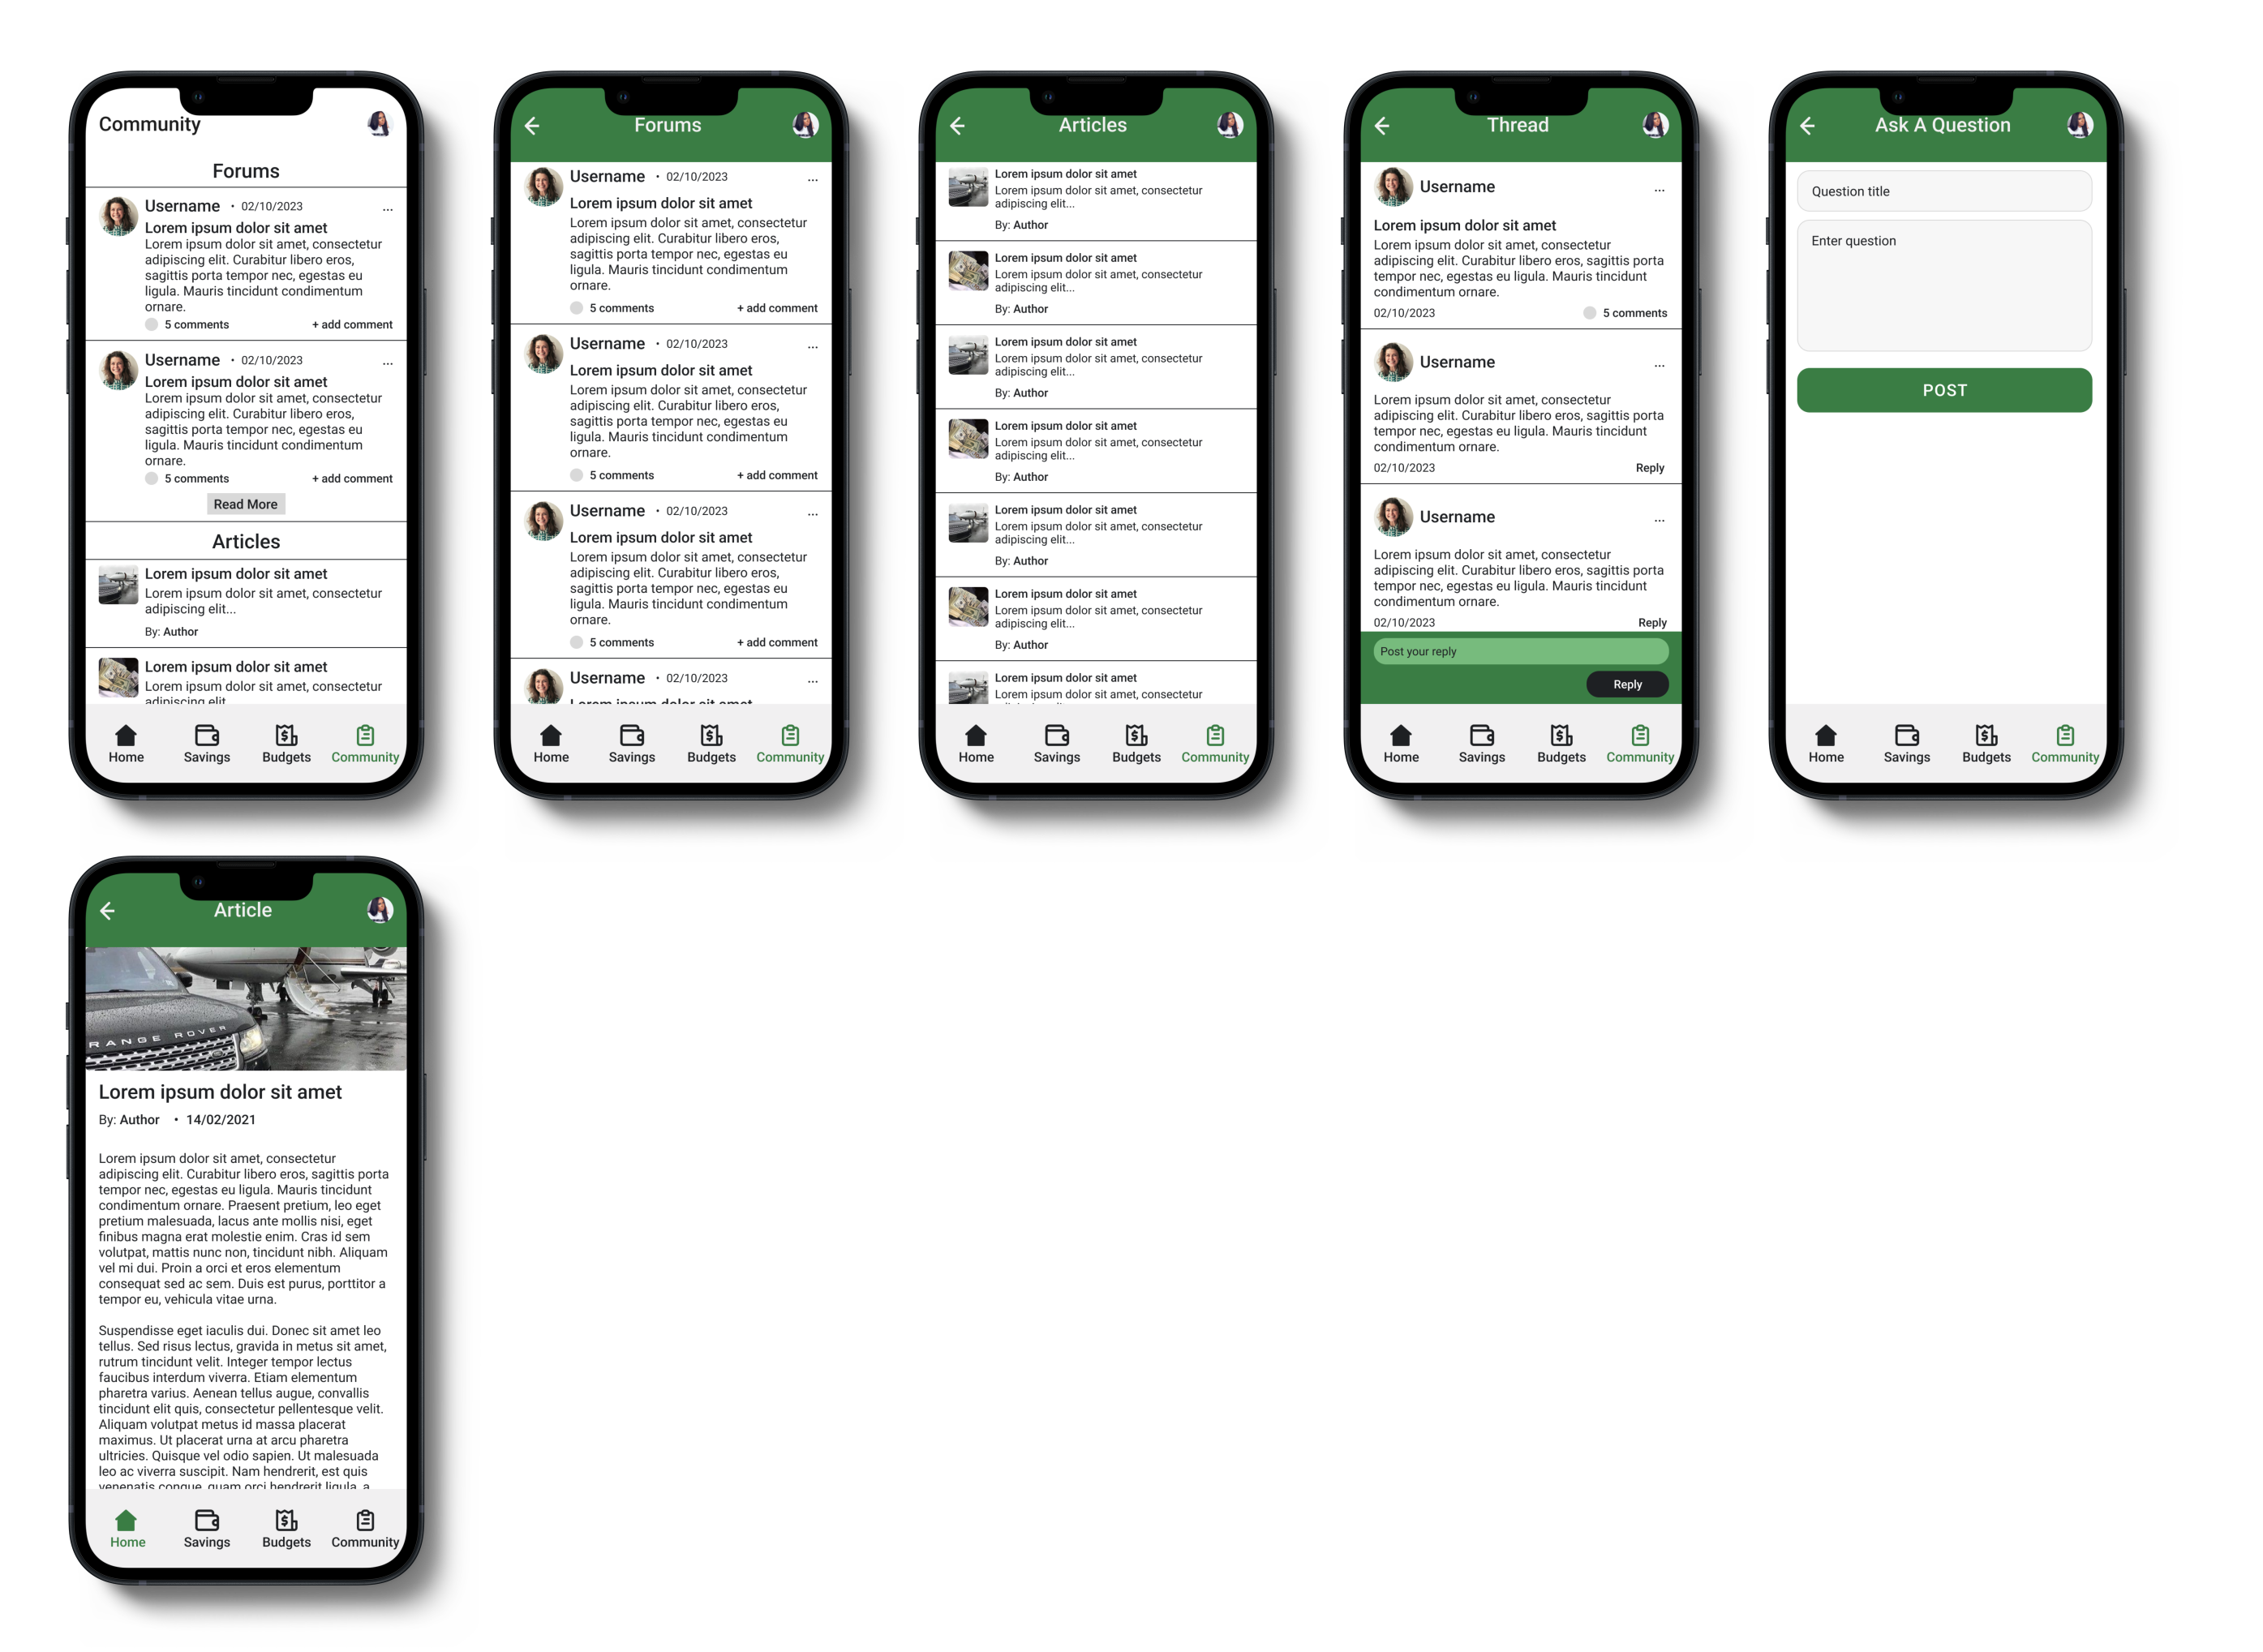 Community
Forums
Username • 02/10/2023 ...
Lorem ipsum dolor sit amet
Lorem ipsum dolor sit amet, consectetur
adipiscing elit. Curabitur libero eros,
sagittis porta tempor nec, egestas eu
ligula. Mauris tincidunt condimentum
ornare.
5 comments + add comment
Username • 02/10/2023 ...
Lorem ipsum dolor sit amet
Lorem ipsum dolor sit amet, consectetur
adipiscing elit. Curabitur libero eros,
sagittis porta tempor nec, egestas eu
ligula. Mauris tincidunt condimentum
ornare.
5 comments + add comment
Read More
Articles
Lorem ipsum dolor sit amet
Lorem ipsum dolor sit amet, consectetur
adipiscing elit...
By: Author
Lorem ipsum dolor sit amet
Lorem ipsum dolor sit amet, consectetur
adipiscing elit
Home Savings Budgets Community
Forums
Username • 02/10/2023 ...
Lorem ipsum dolor sit amet
Lorem ipsum dolor sit amet, consectetur
adipiscing elit. Curabitur libero eros,
sagittis porta tempor nec, egestas eu
ligula. Mauris tincidunt condimentum
ornare.
5 comments + add comment
Username • 02/10/2023 ...
Lorem ipsum dolor sit amet
Lorem ipsum dolor sit amet, consectetur
adipiscing elit. Curabitur libero eros,
sagittis porta tempor nec, egestas eu
ligula. Mauris tincidunt condimentum
ornare.
5 comments + add comment
Username • 02/10/2023 ...
Lorem ipsum dolor sit amet
Lorem ipsum dolor sit amet, consectetur
adipiscing elit. Curabitur libero eros,
sagittis porta tempor nec, egestas eu
ligula. Mauris tincidunt condimentum
ornare.
5 comments + add comment
Username • 02/10/2023 ...
Lorem ipsum dolor sit amet
Home Savings Budgets Community
Articles
Lorem ipsum dolor sit amet
Lorem ipsum dolor sit amet, consectetur
adipiscing elit...
By: Author
Lorem ipsum dolor sit amet
Lorem ipsum dolor sit amet, consectetur
adipiscing elit...
By: Author
Lorem ipsum dolor sit amet
Lorem ipsum dolor sit amet, consectetur
adipiscing elit...
By: Author
Lorem ipsum dolor sit amet
Lorem ipsum dolor sit amet, consectetur
adipiscing elit...
By: Author
Lorem ipsum dolor sit amet
Lorem ipsum dolor sit amet, consectetur
adipiscing elit...
By: Author
Lorem ipsum dolor sit amet
Lorem ipsum dolor sit amet, consectetur
adipiscing elit...
By: Author
Lorem ipsum dolor sit amet
Lorem ipsum dolor sit amet, consectetur
Home Savings Budgets Community
Thread
Username ...
Lorem ipsum dolor sit amet
Lorem ipsum dolor sit amet, consectetur
adipiscing elit. Curabitur libero eros, sagittis porta
tempor nec, egestas eu ligula. Mauris tincidunt
condimentum ornare.
02/10/2023 5 comments
Username ...
Lorem ipsum dolor sit amet, consectetur
adipiscing elit. Curabitur libero eros, sagittis porta
tempor nec, egestas eu ligula. Mauris tincidunt
condimentum ornare.
02/10/2023 Reply
Username ...
Lorem ipsum dolor sit amet, consectetur
adipiscing elit. Curabitur libero eros, sagittis porta
tempor nec, egestas eu ligula. Mauris tincidunt
condimentum ornare.
02/10/2023 Reply
Post your reply
Reply
Home Savings Budgets Community
Ask A Question
Question title
Enter question
POST
Home Savings Budgets Community
Article
RANGE ROVER
Lorem ipsum dolor sit amet
By: Author • 14/02/2021
Lorem ipsum dolor sit amet, consectetur
adipiscing elit. Curabitur libero eros, sagittis porta
tempor nec, egestas eu ligula. Mauris tincidunt
condimentum ornare. Praesent pretium, leo eget
pretium malesuada, lacus ante mollis nisi, eget
finibus magna erat molestie enim. Cras id sem
volutpat, mattis nunc non, tincidunt nibh. Aliquam
vel mi dui. Proin a orci et eros elementum
consequat sed ac sem. Duis est purus, porttitor a
tempor eu, vehicula vitae urna.
Suspendisse eget iaculis dui. Donec sit amet leo
tellus. Sed risus lectus, gravida in metus sit amet,
rutrum tincidunt velit. Integer tempor lectus
faucibus interdum viverra. Etiam elementum
pharetra varius. Aenean tellus augue, convallis
tincidunt elit quis, consectetur pellentesque velit.
Aliquam volutpat metus id massa placerat
maximus. Ut placerat urna at arcu pharetra
ultricies. Quisque vel odio sapien. Ut malesuada
leo ac viverra suscipit. Nam hendrerit, est quis
venenatis congue, quam orci hendrerit ligula, a
Home Savings Budgets Community